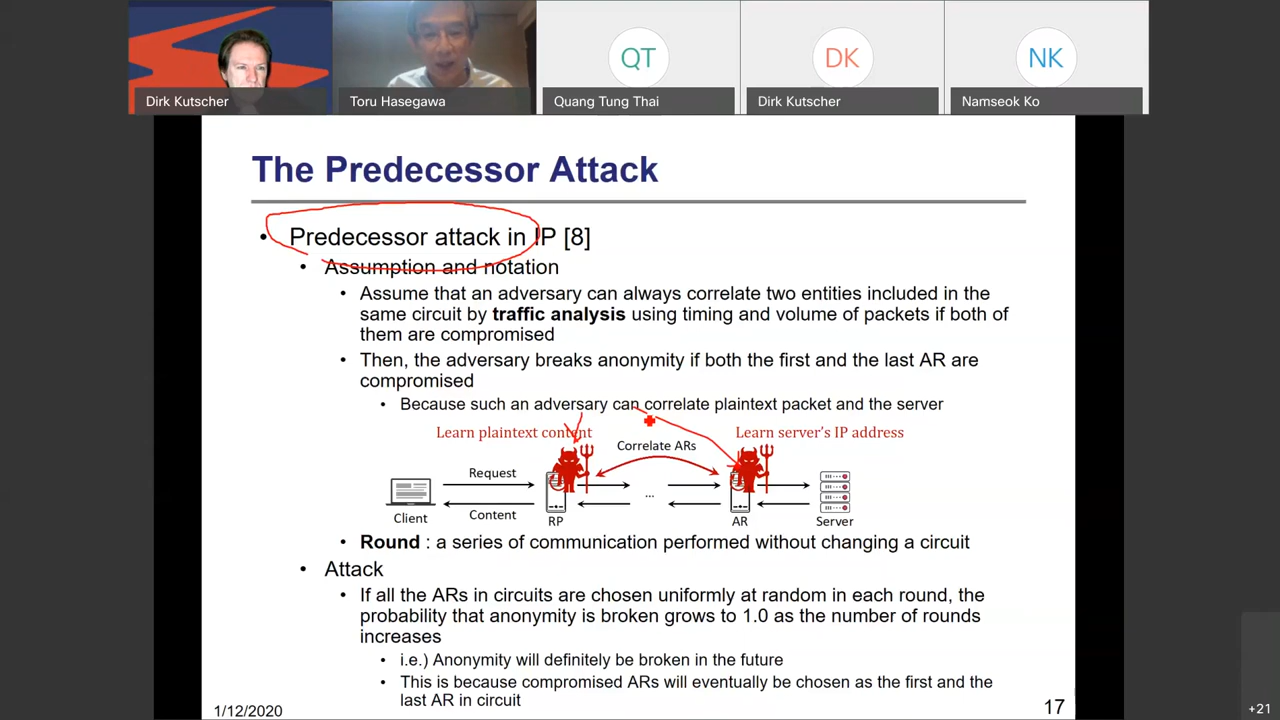 QT
DK
NK
Dirk Kutscher
Toru Hasegawa
Quang Tung Thai
Dirk Kutscher
Namseok Ko
The Predecessor Attack
• Predecessor attack in IP [8]
• Assumption and notation
• Assume that an adversary can always correlate two entities included in the
same circuit by traffic analysis using timing and volume of packets if both of
them are compromised
• Then, the adversary breaks anonymity if both the first and the last AR are
compromised
• Because such an adversary can correlate plaintext packet and the server
Learn plaintext content
Learn server's IP address
Correlate ARs
Request
...
Content
Client
RP
AR
Server
• Round : a series of communication performed without changing a circuit
• Attack
• If all the ARs in circuits are chosen uniformly at random in each round, the
probability that anonymity is broken grows to 1.0 as the number of rounds
increases
• i.e.) Anonymity will definitely be broken in the future
• This is because compromised ARs will eventually be chosen as the first and the
last AR in circuit
1/12/2020
17
+21